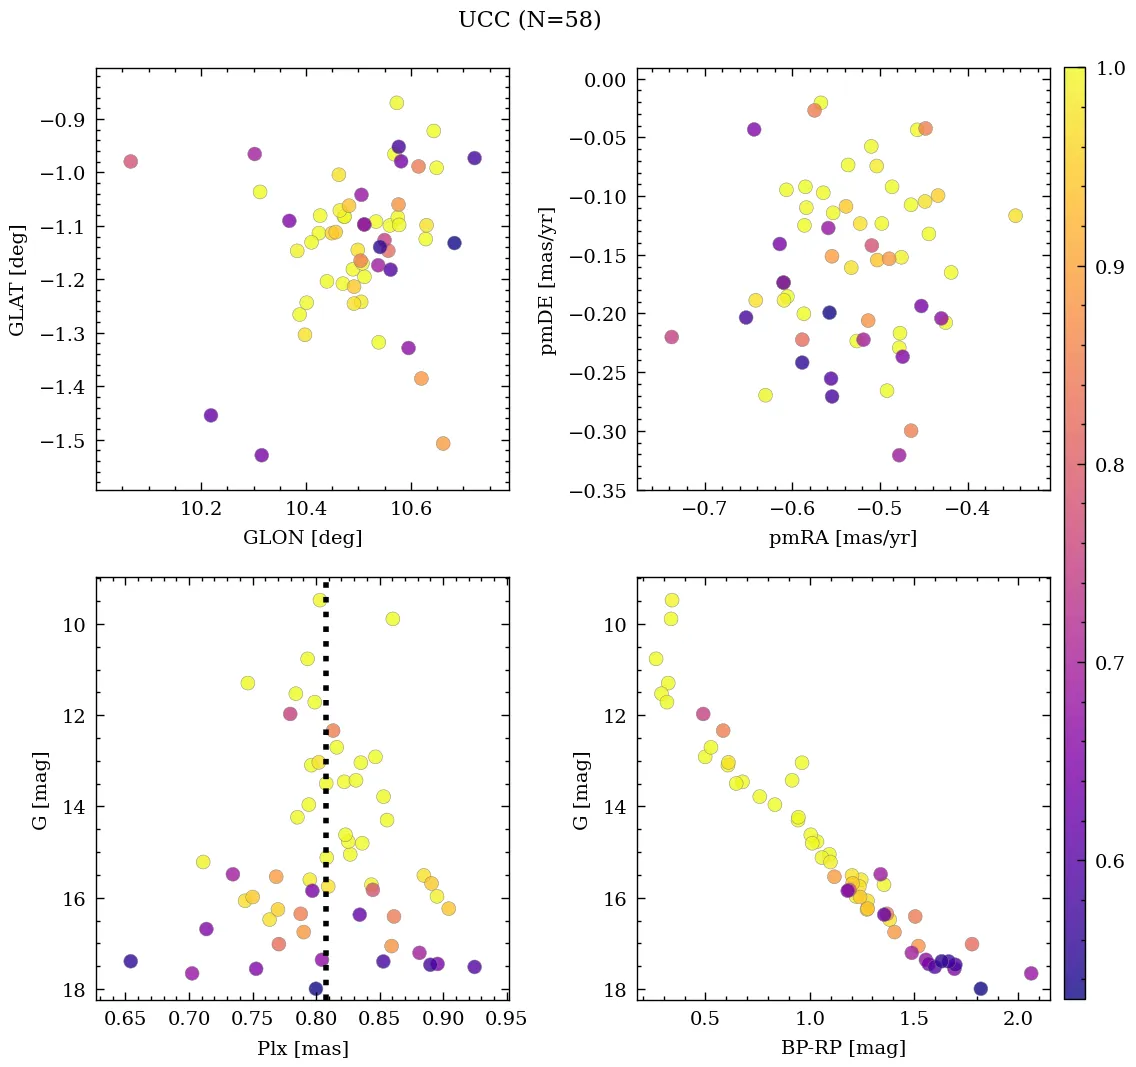 UCC (N=58)
−0.9
−1.0
−1.1
−1.2
−1.3
−1.4
−1.5
GLAT [deg]
10.2 10.4 10.6
GLON [deg]
0.00
−0.05
−0.10
−0.15
−0.20
−0.25
−0.30
−0.35
pmDE [mas/yr]
−0.7 −0.6 −0.5 −0.4
pmRA [mas/yr]
10
12
14
16
18
G [mag]
0.65 0.70 0.75 0.80 0.85 0.90 0.95
Plx [mas]
10
12
14
16
18
G [mag]
0.5 1.0 1.5 2.0
BP-RP [mag]
1.0
0.9
0.8
0.7
0.6